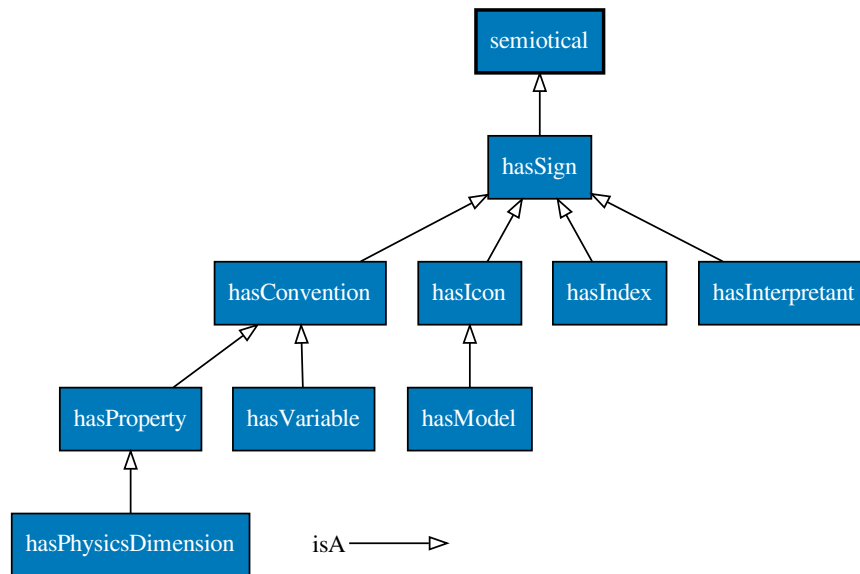 semiotical
hasSign
hasConvention
hasIcon
hasIndex
hasInterpretant
hasProperty
hasVariable
hasModel
hasPhysicsDimension
isA